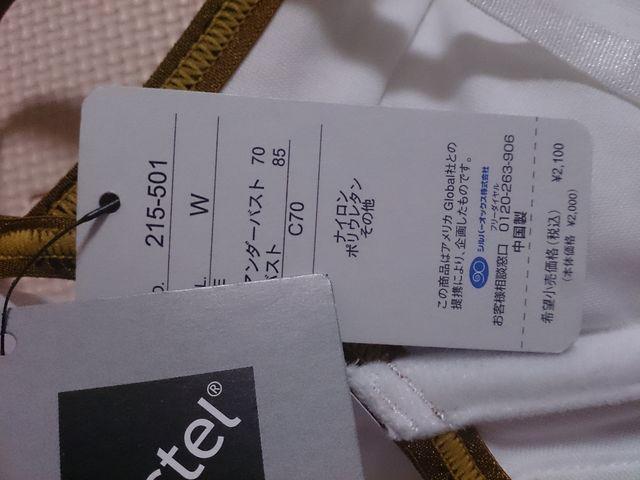 215-501
W
アンダーバスト 70
バスト 85
C70
ナイロン
ポリウレタン
その他
この商品はアメリカ Global社との
提携により、企画したものです。
シルバーオックス株式会社
フリーダイヤル
お客様相談窓口 0120-263-906
中国製
希望小売価格(税込) ¥2,100
(本体価格 ¥2,000)
stel®